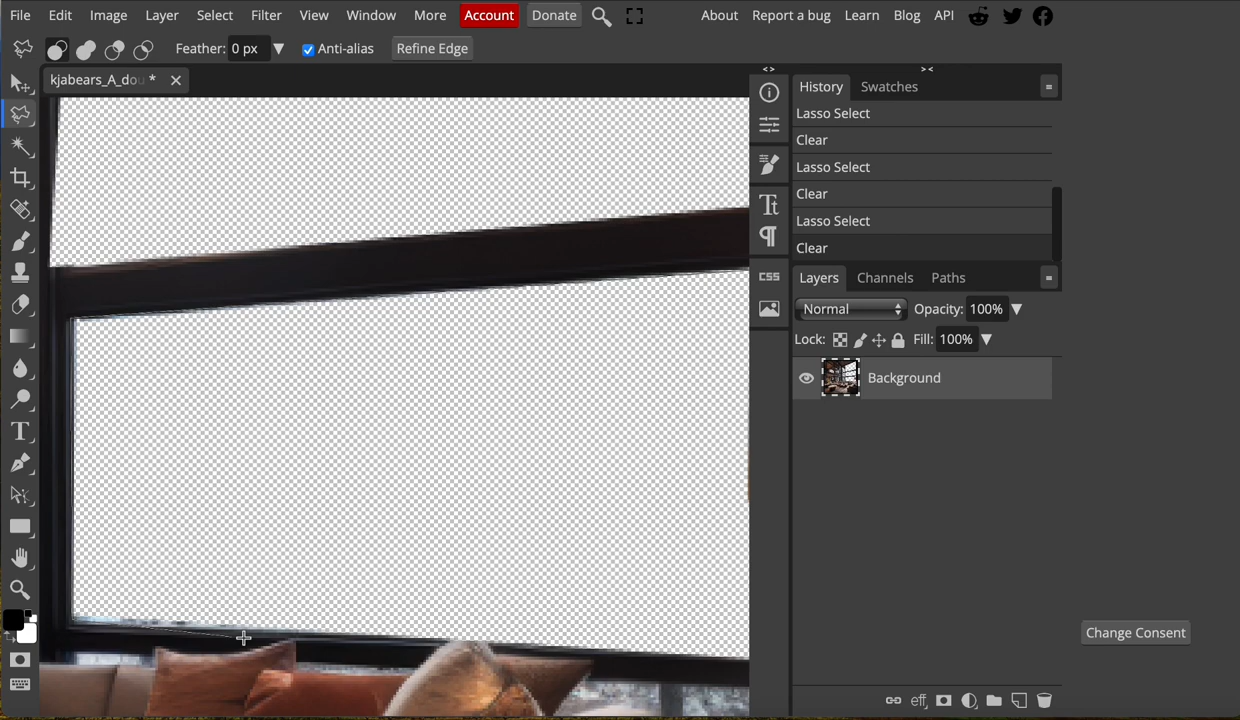 File Edit Image Layer Select Filter View Window More Account Donate About Report a bug Learn Blog API
Feather: 0 px Anti-alias Refine Edge
kjabears_A_dou *
History Swatches
Lasso Select
Clear
Lasso Select
Clear
Lasso Select
Clear
CSS
Layers Channels Paths
Normal Opacity: 100%
Lock: Fill: 100%
Background
Change Consent
eff